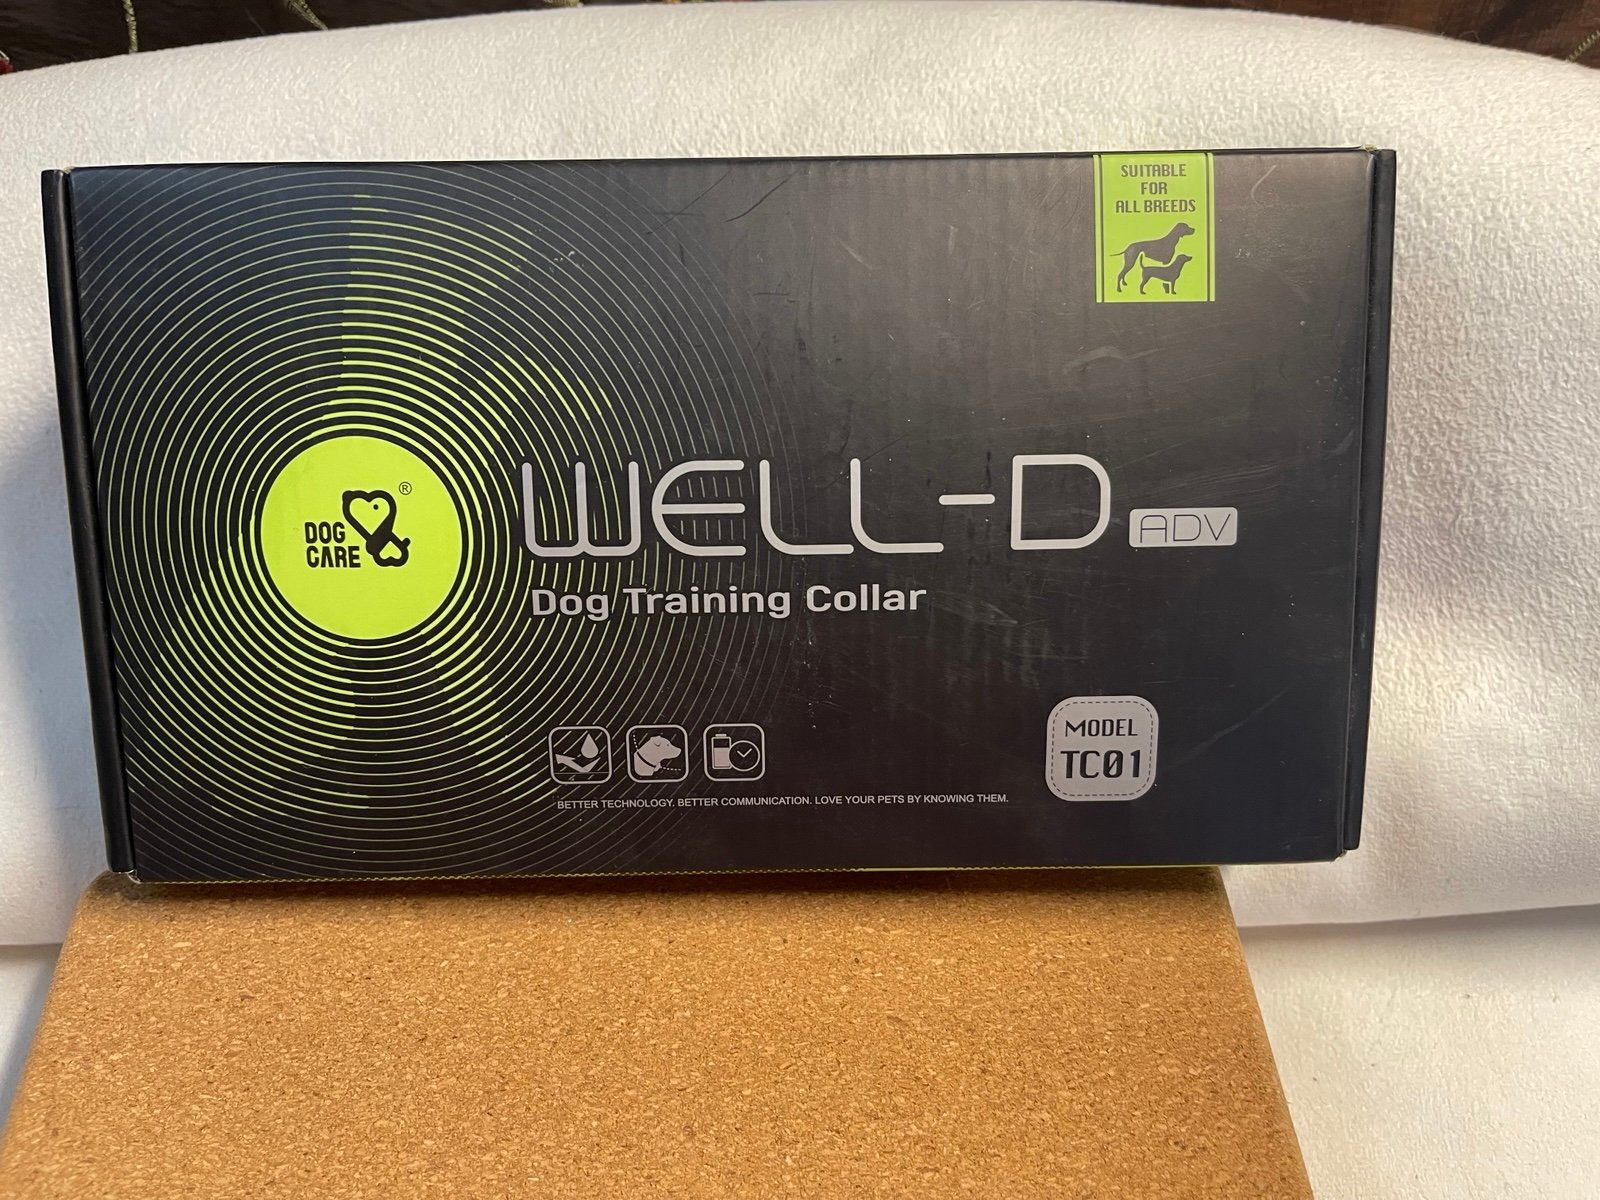 SUITABLE
FOR
ALL BREEDS
DOG
CARE
®
WELL-D ADV
Dog Training Collar
MODEL
TC01
BETTER TECHNOLOGY. BETTER COMMUNICATION. LOVE YOUR PETS BY KNOWING THEM.